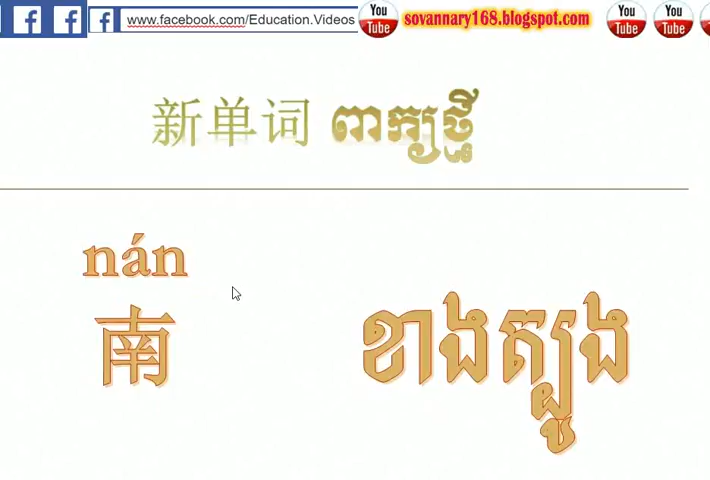 www.facebook.com/Education.Videos
You Tube
sovannary168.blogspot.com
You Tube
You Tube
新单词 ពាក្យថ្មី
nán
南
ខាងត្បូង